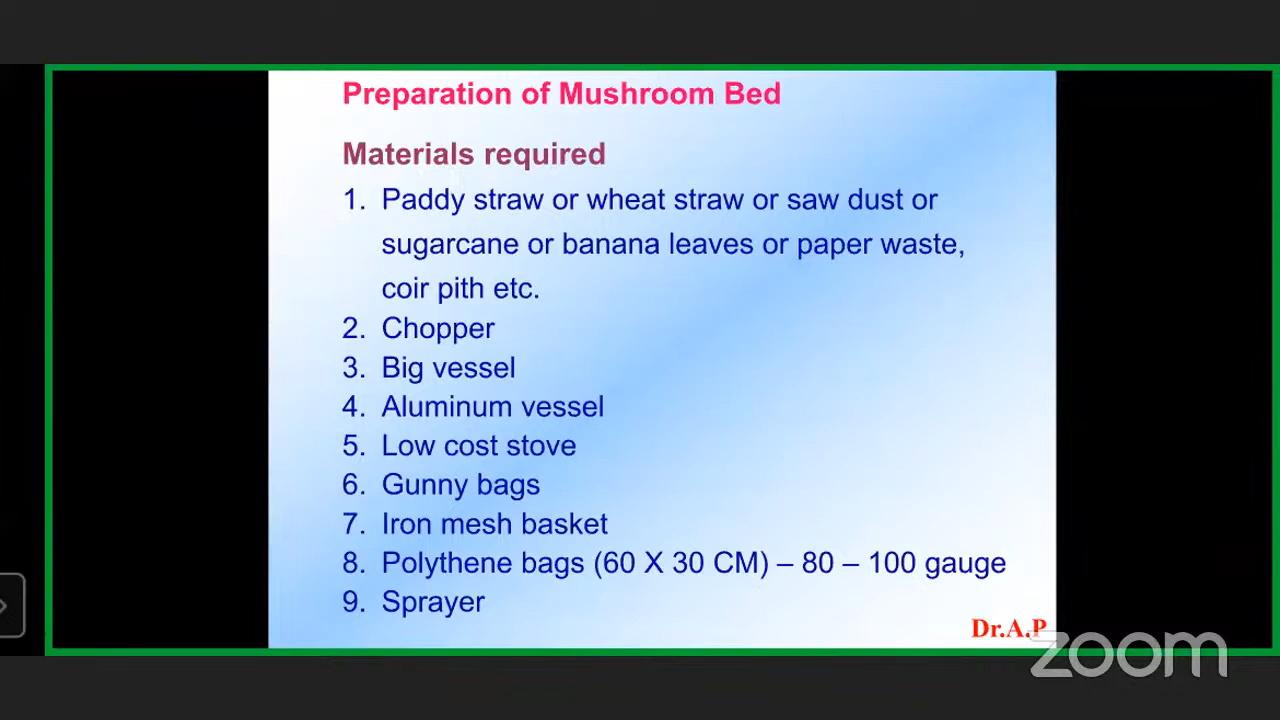 Preparation of Mushroom Bed
Materials required
1. Paddy straw or wheat straw or saw dust or
sugarcane or banana leaves or paper waste,
coir pith etc.
2. Chopper
3. Big vessel
4. Aluminum vessel
5. Low cost stove
6. Gunny bags
7. Iron mesh basket
8. Polythene bags (60 X 30 CM) – 80 – 100 gauge
9. Sprayer
Dr.A.P
zoom